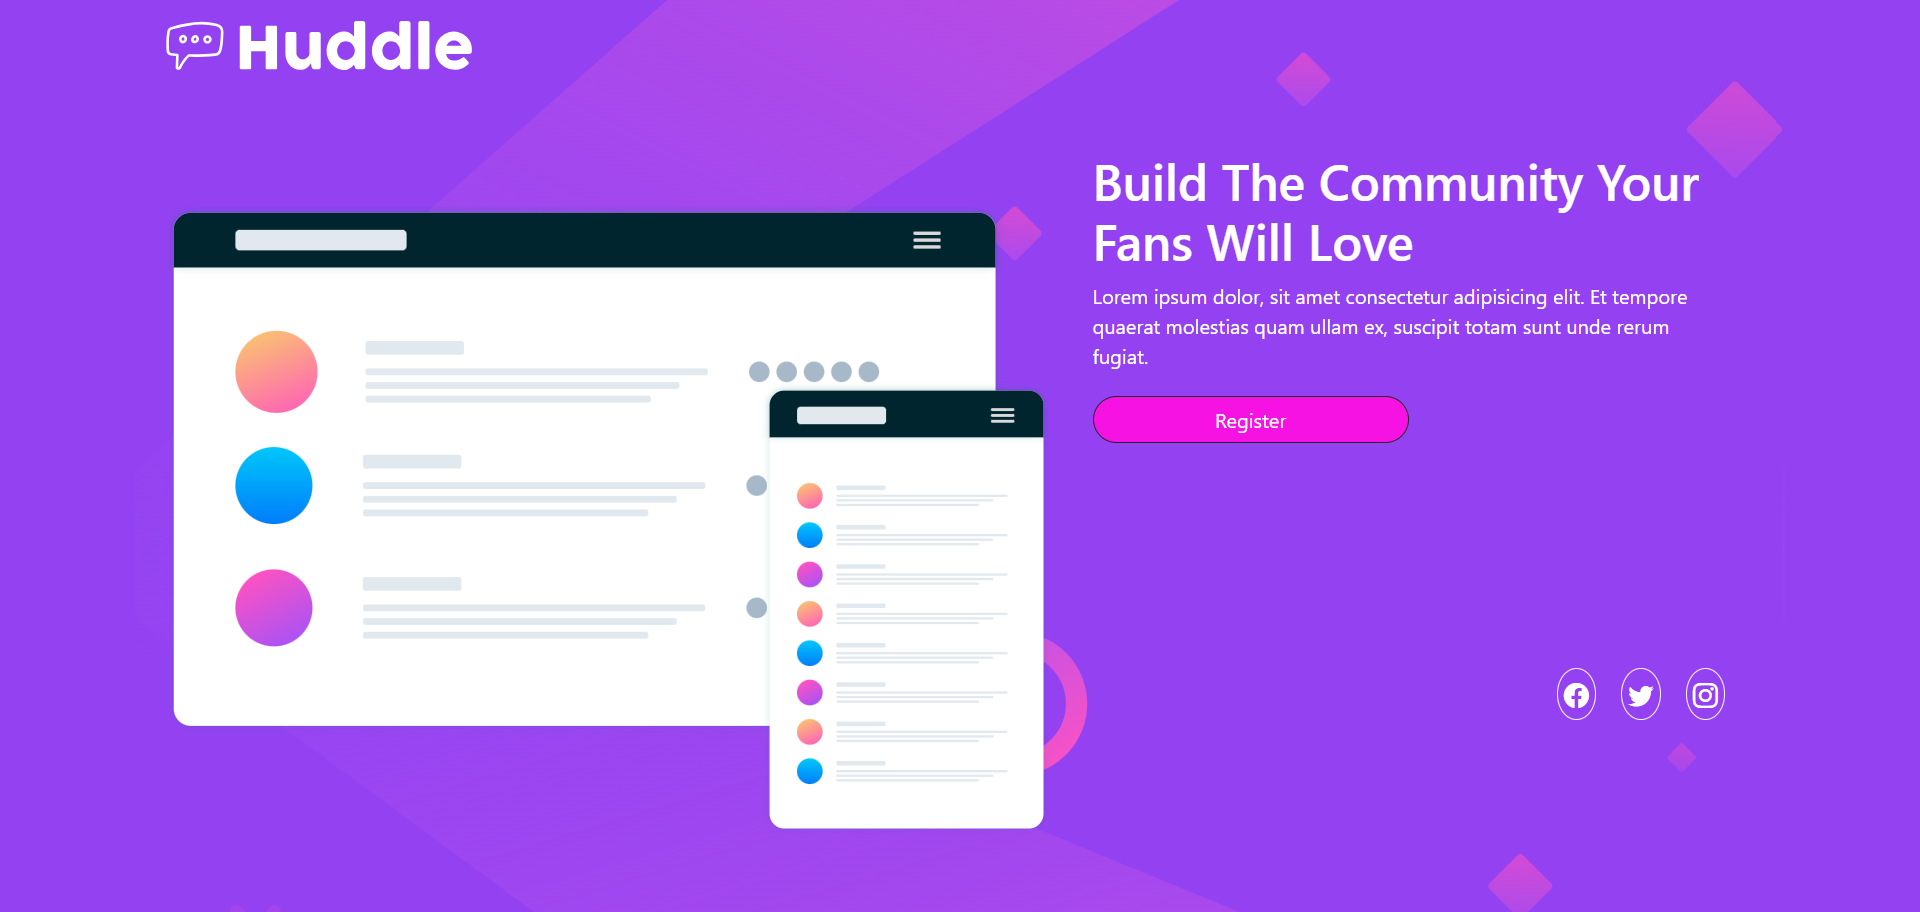 Huddle
Build The Community Your
Fans Will Love
Lorem ipsum dolor, sit amet consectetur adipisicing elit. Et tempore
quaerat molestias quam ullam ex, suscipit totam sunt unde rerum
fugiat.
Register